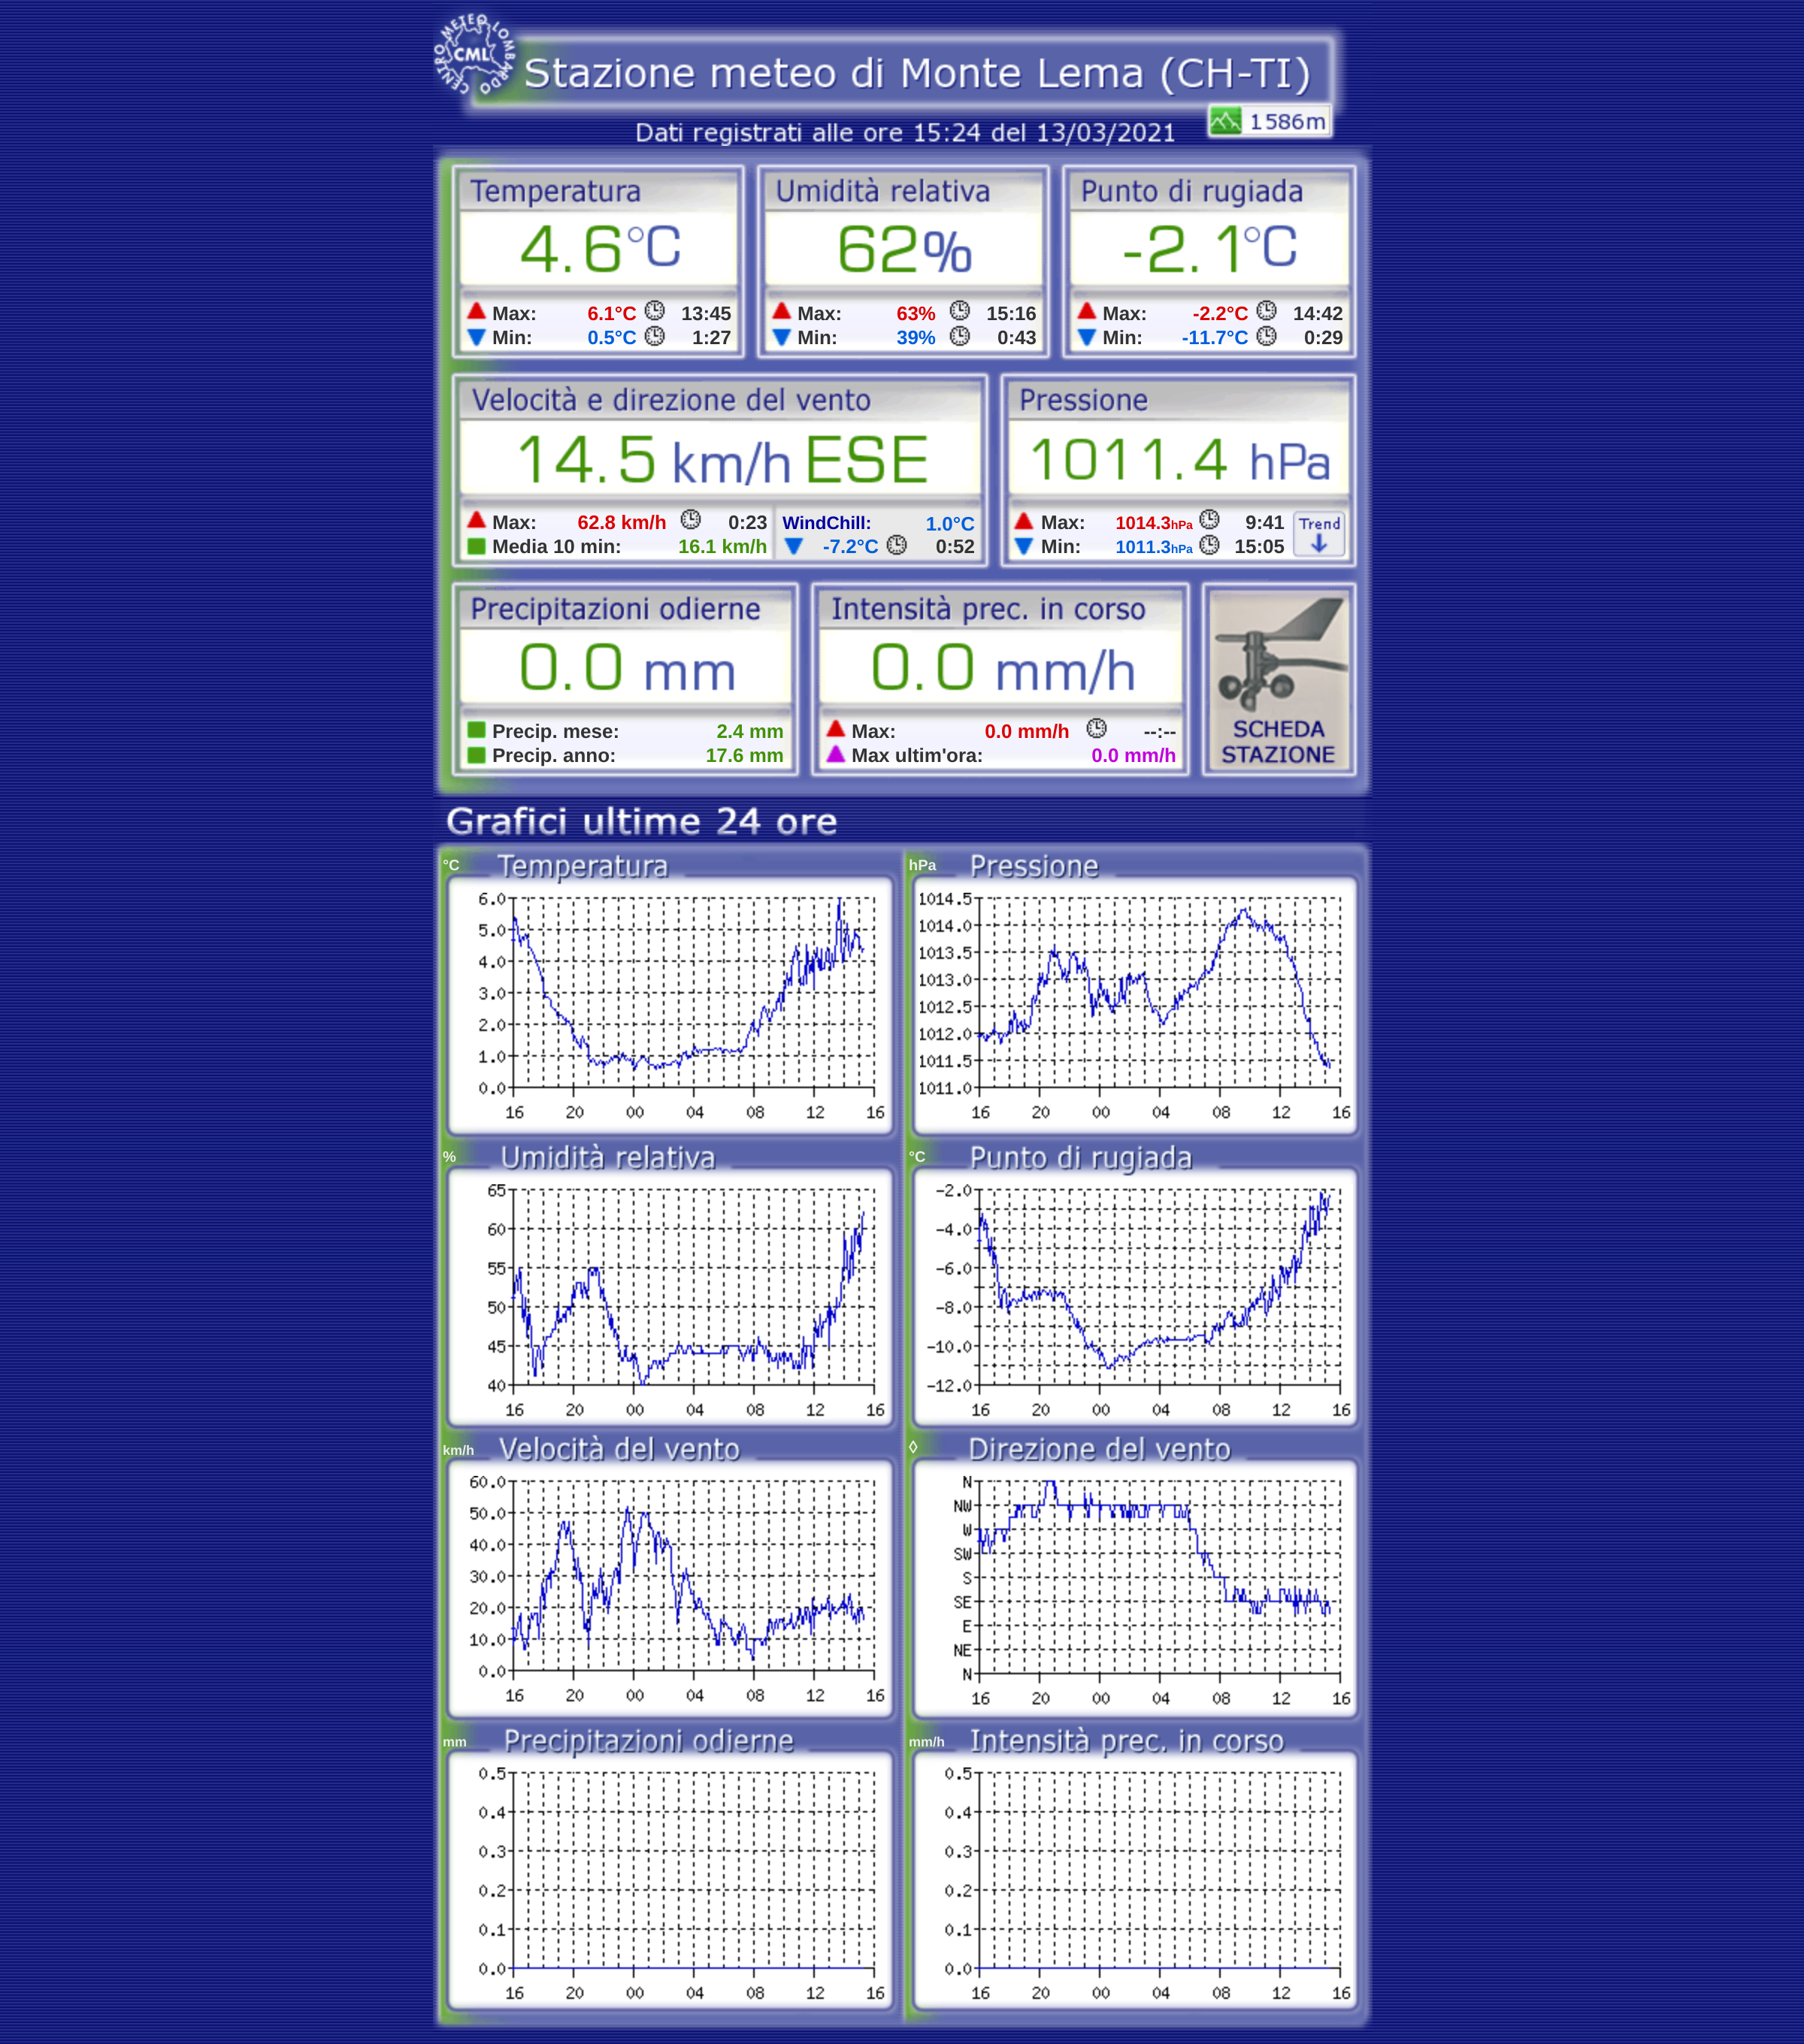 CENTRO METEO LOMBARDO
CML
Stazione meteo di Monte Lema (CH-TI)
1586m
Dati registrati alle ore 15:24 del 13/03/2021
Temperatura Umidità relativa Punto di rugiada
4.6°C 62% -2.1°C
Max: 6.1°C 13:45 Max: 63% 15:16 Max: -2.2°C 14:42
Min: 0.5°C 1:27 Min: 39% 0:43 Min: -11.7°C 0:29
Velocità e direzione del vento Pressione
14.5 km/h ESE 1011.4 hPa
Max: 62.8 km/h 0:23 WindChill: 1.0°C Max: 1014.3hPa 9:41 Trend
Media 10 min: 16.1 km/h -7.2°C 0:52 Min: 1011.3hPa 15:05
Precipitazioni odierne Intensità prec. in corso
0.0 mm 0.0 mm/h
Precip. mese: 2.4 mm Max: 0.0 mm/h --:-- SCHEDA
Precip. anno: 17.6 mm Max ultim'ora: 0.0 mm/h STAZIONE
Grafici ultime 24 ore
°C Temperatura
6.0
5.0
4.0
3.0
2.0
1.0
0.0
16 20 00 04 08 12 16
hPa Pressione
1014.5
1014.0
1013.5
1013.0
1012.5
1012.0
1011.5
1011.0
16 20 00 04 08 12 16
% Umidità relativa
65
60
55
50
45
40
16 20 00 04 08 12 16
°C Punto di rugiada
-2.0
-4.0
-6.0
-8.0
-10.0
-12.0
16 20 00 04 08 12 16
km/h Velocità del vento
60.0
50.0
40.0
30.0
20.0
10.0
0.0
16 20 00 04 08 12 16
◊ Direzione del vento
N
NW
W
SW
S
SE
E
NE
N
16 20 00 04 08 12 16
mm Precipitazioni odierne
0.5
0.4
0.3
0.2
0.1
0.0
16 20 00 04 08 12 16
mm/h Intensità prec. in corso
0.5
0.4
0.3
0.2
0.1
0.0
16 20 00 04 08 12 16